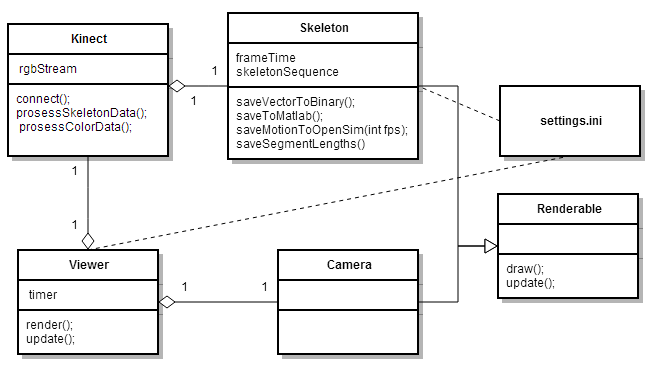 Kinect
rgbStream
connect();
prosessSkeletonData();
prosessColorData();
1
1
Skeleton
frameTime
skeletonSequence
saveVectorToBinary();
saveToMatlab();
saveMotionToOpenSim(int fps);
saveSegmentLengths()
settings.ini
1
1
Renderable
draw();
update();
Viewer
timer
render();
update();
1
1
Camera